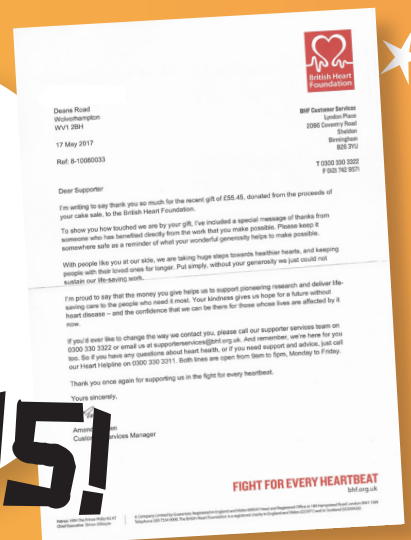 British Heart
Foundation
Deans Road
Wolverhampton
WV1 2BH
17 May 2017
Ref: 8-10060033
BHF Customer Services
Lyndon Place
2096 Coventry Road
Sheldon
Birmingham
B26 3YU
T 0300 330 3322
Dear Supporter
I'm writing to say thank you so much for the recent gift of £55.45, donated from the proceeds of
your cake sale, to the British Heart Foundation.
To show you how touched we are by your gift, I've included a special message of thanks from
someone who has benefited directly from the work that you make possible. Please keep it
somewhere safe as a reminder of what your wonderful generosity helps to make possible.
With people like you at our side, we are taking huge steps towards healthier hearts, and keeping
people with their loved ones for longer. Put simply, without your generosity we just could not
sustain our life-saving work.
I'm proud to say that the money you give helps us to support pioneering research and deliver life-
saving care to the people who need it most. Your kindness gives us hope for a future without
heart disease – and the confidence that we can be there for those whose lives are affected by it
now.
If you'd ever like to change the way we contact you, please call our supporter services team on
0300 330 3322 or email us at supporterservices@bhf.org.uk. And remember, we're here for you
too. So if you have any questions about heart health, or if you need support and advice, just call
our Heart Helpline on 0300 330 3311. Both lines are open from 9am to 5pm, Monday to Friday.
Thank you once again for supporting us in the fight for every heartbeat.
Yours sincerely,
Services Manager
FIGHT FOR EVERY HEARTBEAT
bhf.org.uk